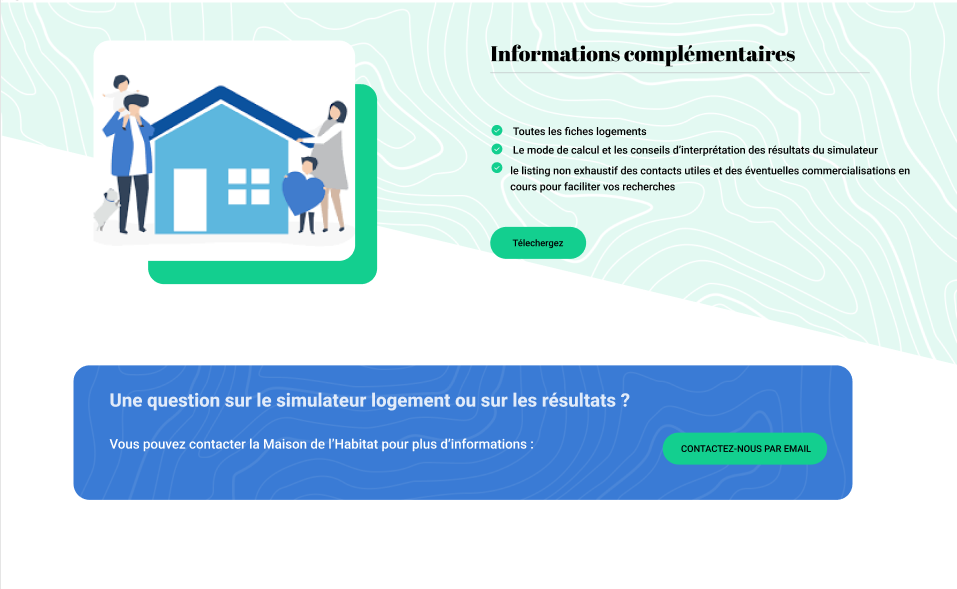 Informations complémentaires
Toutes les fiches logements
Le mode de calcul et les conseils d'interprétation des résultats du simulateur
le listing non exhaustif des contacts utiles et des éventuelles commercialisations en
cours pour faciliter vos recherches
Télechergez
Une question sur le simulateur logement ou sur les résultats ?
Vous pouvez contacter la Maison de l'Habitat pour plus d'informations :
CONTACTEZ-NOUS PAR EMAIL